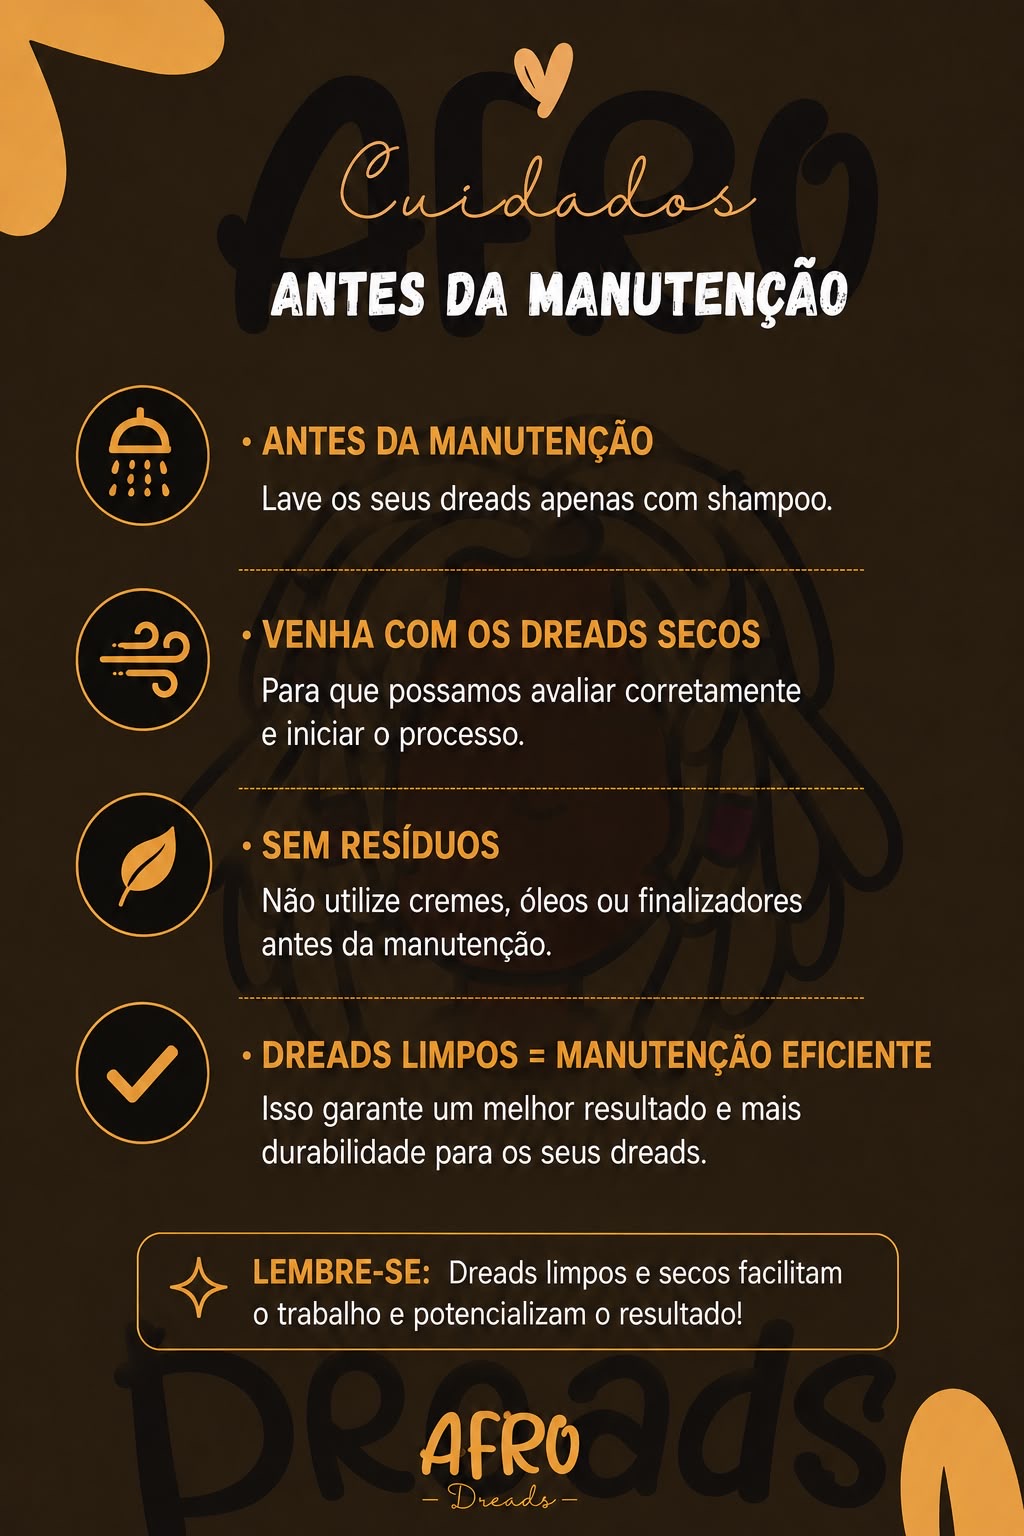 AFRO
Cuidados
ANTES DA MANUTENÇÃO
• ANTES DA MANUTENÇÃO
Lave os seus dreads apenas com shampoo.
• VENHA COM OS DREADS SECOS
Para que possamos avaliar corretamente
e iniciar o processo.
• SEM RESÍDUOS
Não utilize cremes, óleos ou finalizadores
antes da manutenção.
• DREADS LIMPOS = MANUTENÇÃO EFICIENTE
Isso garante um melhor resultado e mais
durabilidade para os seus dreads.
LEMBRE-SE: Dreads limpos e secos facilitam
o trabalho e potencializam o resultado!
Dreads
AFRO
– Dreads –